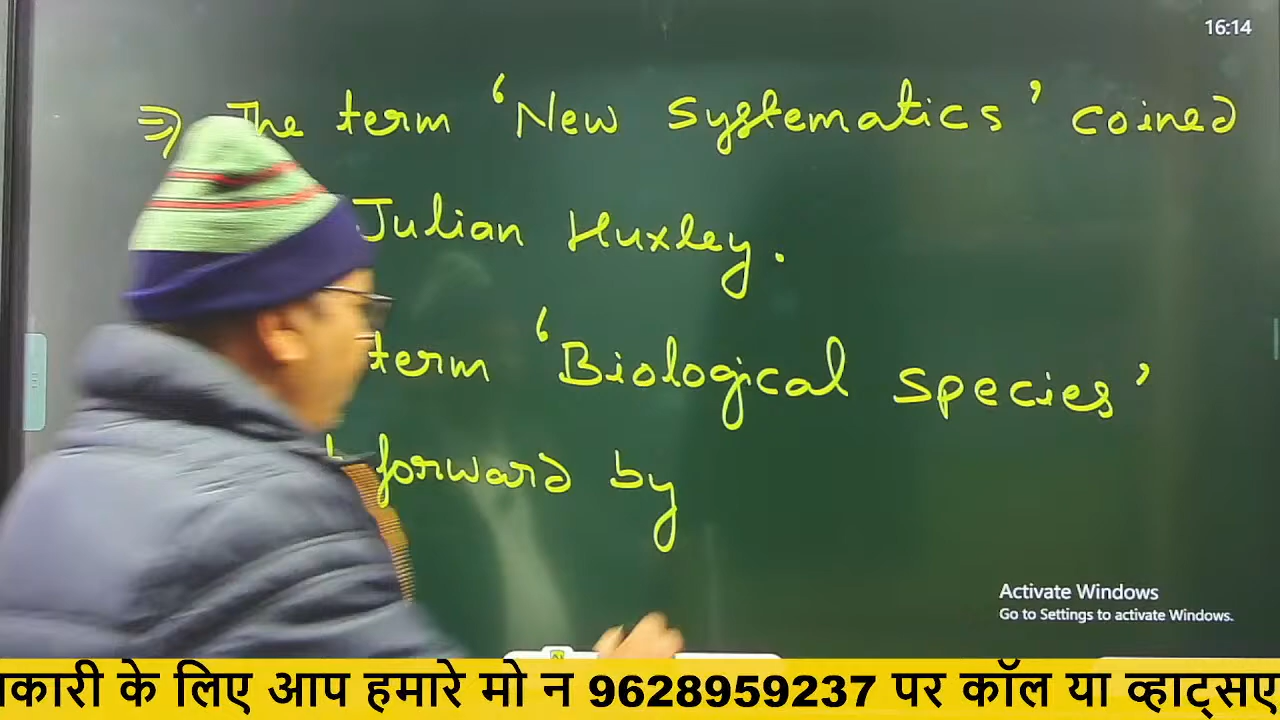 16:14
⇒ The term ‘New systematics’ coined
Julian Huxley.
term ‘Biological species’
forward by
Activate Windows
Go to Settings to activate Windows.
कारी के लिए आप हमारे मो न 9628959237 पर कॉल या व्हाट्सए